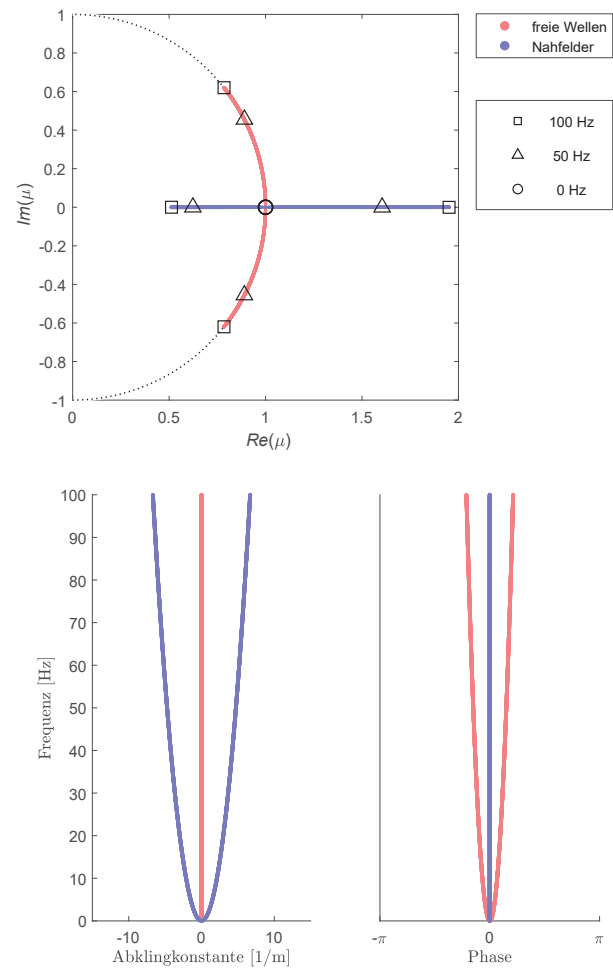 1
0.8
0.6
0.4
0.2
0
-0.2
-0.4
-0.6
-0.8
-1
Im(μ)
0 0.5 1 1.5 2
Re(μ)
freie Wellen
Nahfelder
100 Hz
50 Hz
0 Hz
100
90
80
70
60
50
40
30
20
10
0
Frequenz [Hz]
-10 0 10
Abklingkonstante [1/m]
-π 0 π
Phase